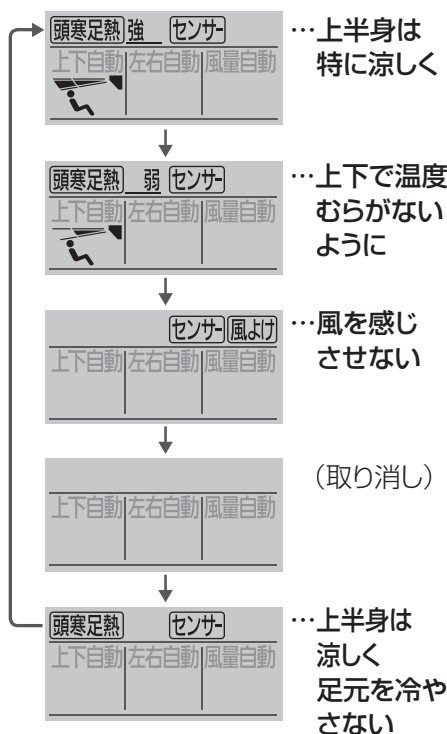 頭寒足熱 強 センサー
上下自動 左右自動 風量自動
…上半身は
特に涼しく
頭寒足熱 弱 センサー
上下自動 左右自動 風量自動
…上下で温度
むらがない
ように
センサー 風よけ
上下自動 左右自動 風量自動
…風を感じ
させない
上下自動 左右自動 風量自動
（取り消し）
頭寒足熱 センサー
上下自動 左右自動 風量自動
…上半身は
涼しく
足元を冷や
さない